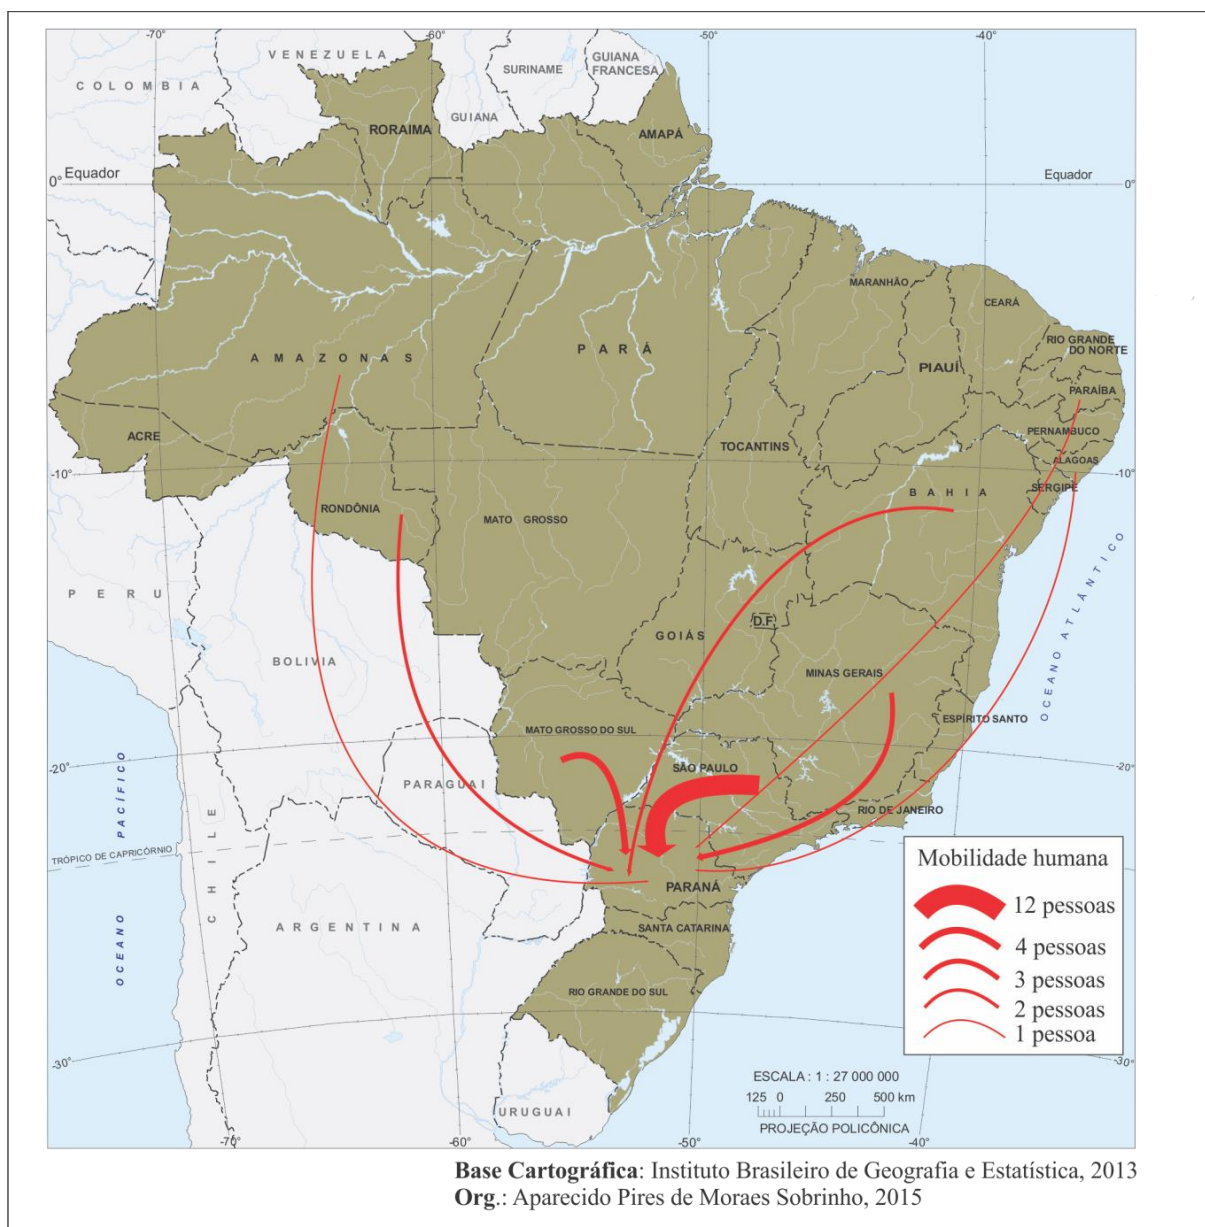 -70°
-60°
-50°
-40°
VENEZUELA
COLOMBIA
SURINAME
GUIANA
FRANCESA
GUIANA
RORAIMA
AMAPÁ
0°
Equador
Equador
0°
MARANHÃO
CEARÁ
RIO GRANDE
DO NORTE
PARAÍBA
AMAZONAS
PARÁ
PIAUÍ
PERNAMBUCO
ACRE
TOCANTINS
ALAGOAS
-10°
-10°
SERGIPE
BAHIA
RONDÔNIA
MATO GROSSO
PERU
OCEANO ATLÂNTICO
D.F
GOIÁS
BOLIVIA
MINAS GERAIS
ESPÍRITO SANTO
MATO GROSSO DO SUL
-20°
-20°
SÃO PAULO
PARAGUAI
RIO DE JANEIRO
OCEANO PACÍFICO
CHILE
TRÓPICO DE CAPRICÓRNIO
PARANÁ
ARGENTINA
SANTA CATARINA
RIO GRANDE DO SUL
Mobilidade humana
12 pessoas
4 pessoas
3 pessoas
2 pessoas
1 pessoa
-30°
-30°
ESCALA : 1 : 27 000 000
125 0 250 500 km
PROJEÇÃO POLICÔNICA
URUGUAI
-70°
-60°
-50°
-40°
Base Cartográfica: Instituto Brasileiro de Geografia e Estatística, 2013
Org.: Aparecido Pires de Moraes Sobrinho, 2015